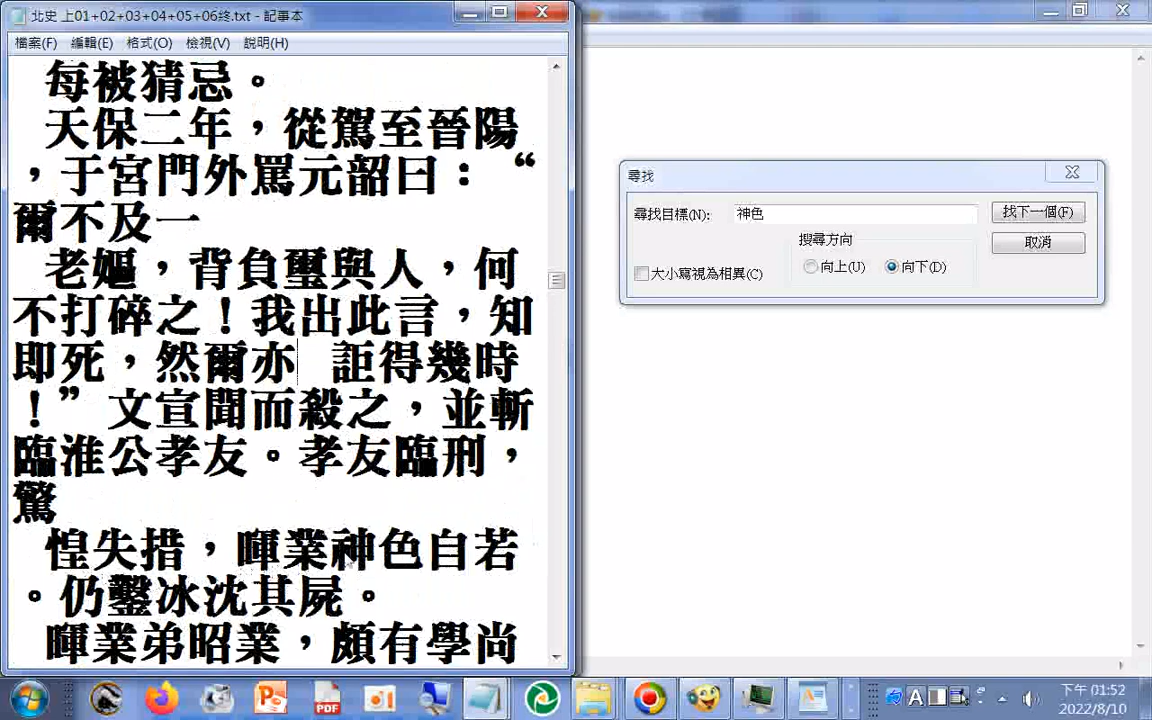 北史 上01+02+03+04+05+06终.txt - 記事本
檔案(F) 編輯(E) 格式(O) 檢視(V) 說明(H)
每被猜忌。
天保二年，從駕至晉陽
，于宮門外罵元韶曰：“
爾不及一
老嫗，背負璽與人，何
不打碎之！我出此言，知
即死，然爾亦 詎得幾時
！”文宣聞而殺之，並斬
臨淮公孝友。孝友臨刑，
驚
惶失措，暉業神色自若
。仍鑿冰沈其屍。
暉業弟昭業，頗有學尚
尋找
尋找目標(N): 神色
找下一個(F)
搜尋方向
取消
大小寫視為相異(C)
向上(U) 向下(D)
PDF
A
下午 01:52
2022/8/10